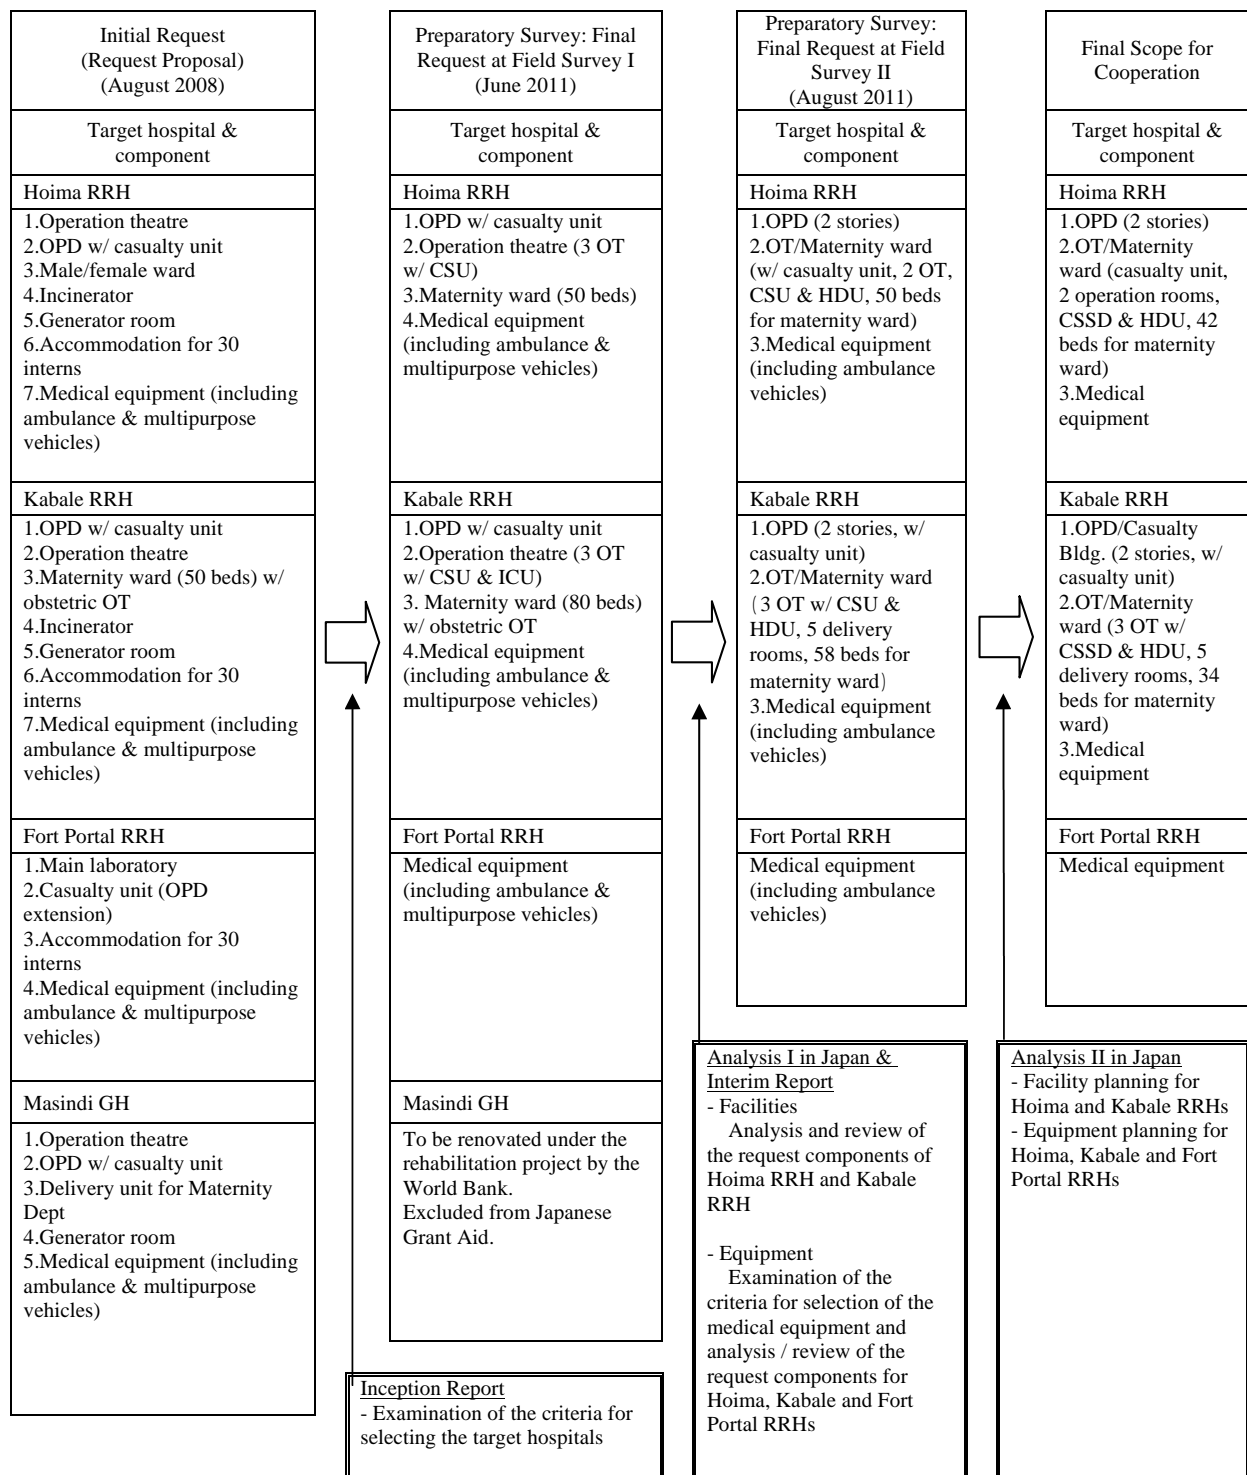 Initial Request
(Request Proposal)
(August 2008)
Target hospital &
component
Hoima RRH
1.Operation theatre
2.OPD w/ casualty unit
3.Male/female ward
4.Incinerator
5.Generator room
6.Accommodation for 30
interns
7.Medical equipment (including
ambulance & multipurpose
vehicles)
Kabale RRH
1.OPD w/ casualty unit
2.Operation theatre
3.Maternity ward (50 beds) w/
obstetric OT
4.Incinerator
5.Generator room
6.Accommodation for 30
interns
7.Medical equipment (including
ambulance & multipurpose
vehicles)
Fort Portal RRH
1.Main laboratory
2.Casualty unit (OPD
extension)
3.Accommodation for 30
interns
4.Medical equipment (including
ambulance & multipurpose
vehicles)
Masindi GH
1.Operation theatre
2.OPD w/ casualty unit
3.Delivery unit for Maternity
Dept
4.Generator room
5.Medical equipment (including
ambulance & multipurpose
vehicles)
Preparatory Survey: Final
Request at Field Survey I
(June 2011)
Target hospital &
component
Hoima RRH
1.OPD w/ casualty unit
2.Operation theatre (3 OT
w/ CSU)
3.Maternity ward (50 beds)
4.Medical equipment
(including ambulance &
multipurpose vehicles)
Kabale RRH
1.OPD w/ casualty unit
2.Operation theatre (3 OT
w/ CSU & ICU)
3. Maternity ward (80 beds)
w/ obstetric OT
4.Medical equipment
(including ambulance &
multipurpose vehicles)
Fort Portal RRH
Medical equipment
(including ambulance &
multipurpose vehicles)
Masindi GH
To be renovated under the
rehabilitation project by the
World Bank.
Excluded from Japanese
Grant Aid.
Inception Report
- Examination of the criteria for
selecting the target hospitals
Preparatory Survey:
Final Request at Field
Survey II
(August 2011)
Target hospital &
component
Hoima RRH
1.OPD (2 stories)
2.OT/Maternity ward
(w/ casualty unit, 2 OT,
CSU & HDU, 50 beds
for maternity ward)
3.Medical equipment
(including ambulance
vehicles)
Kabale RRH
1.OPD (2 stories, w/
casualty unit)
2.OT/Maternity ward
(3 OT w/ CSU &
HDU, 5 delivery
rooms, 58 beds for
maternity ward)
3.Medical equipment
(including ambulance
vehicles)
Fort Portal RRH
Medical equipment
(including ambulance
vehicles)
Analysis I in Japan &
Interim Report
- Facilities
Analysis and review of
the request components of
Hoima RRH and Kabale
RRH
- Equipment
Examination of the
criteria for selection of the
medical equipment and
analysis / review of the
request components for
Hoima, Kabale and Fort
Portal RRHs
Final Scope for
Cooperation
Target hospital &
component
Hoima RRH
1.OPD (2 stories)
2.OT/Maternity
ward (casualty unit,
2 operation rooms,
CSSD & HDU, 42
beds for maternity
ward)
3.Medical
equipment
Kabale RRH
1.OPD/Casualty
Bldg. (2 stories, w/
casualty unit)
2.OT/Maternity
ward (3 OT w/
CSSD & HDU, 5
delivery rooms, 34
beds for maternity
ward)
3.Medical
equipment
Fort Portal RRH
Medical equipment
Analysis II in Japan
- Facility planning for
Hoima and Kabale RRHs
- Equipment planning for
Hoima, Kabale and Fort
Portal RRHs